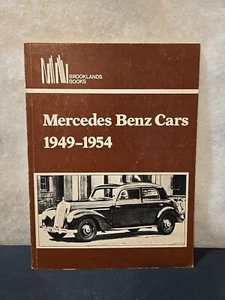 BROOKLANDS
BOOKS
Mercedes Benz Cars
1949-1954